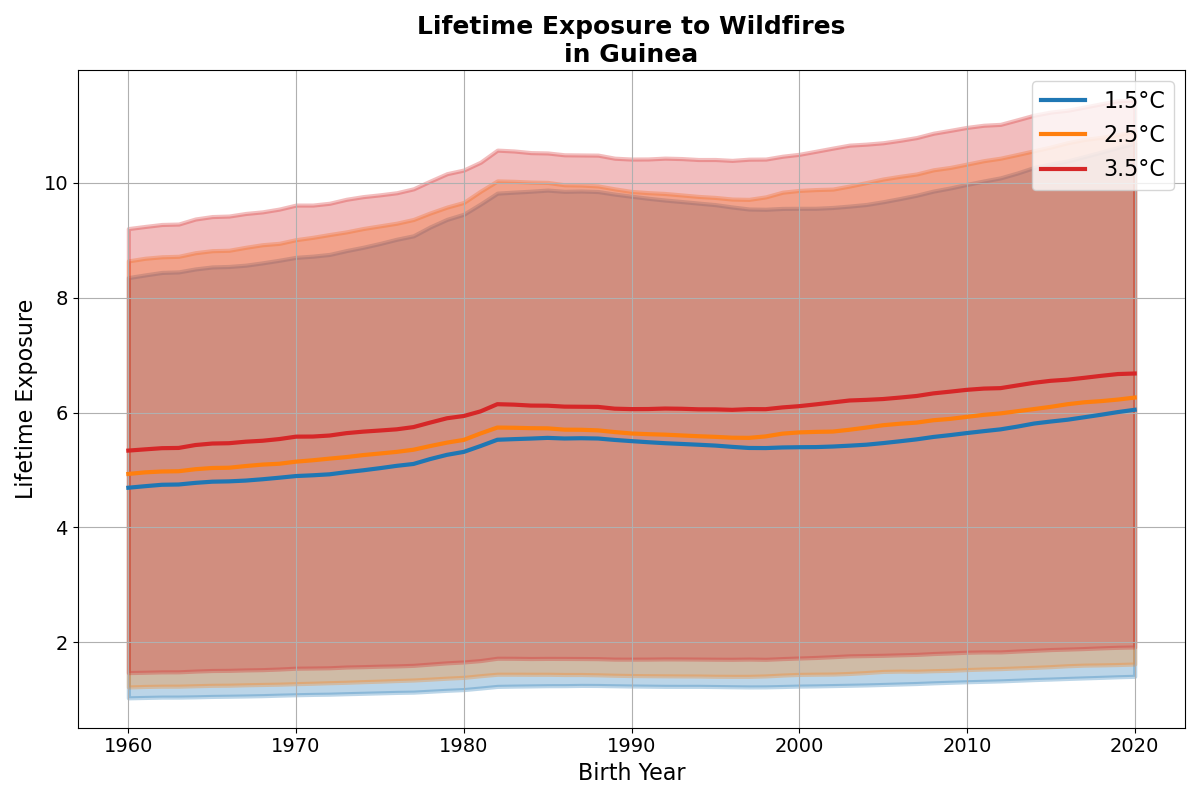 Lifetime Exposure to Wildfires
in Guinea
1.5°C
2.5°C
3.5°C
10
8
6
4
2
Lifetime Exposure
1960 1970 1980 1990 2000 2010 2020
Birth Year